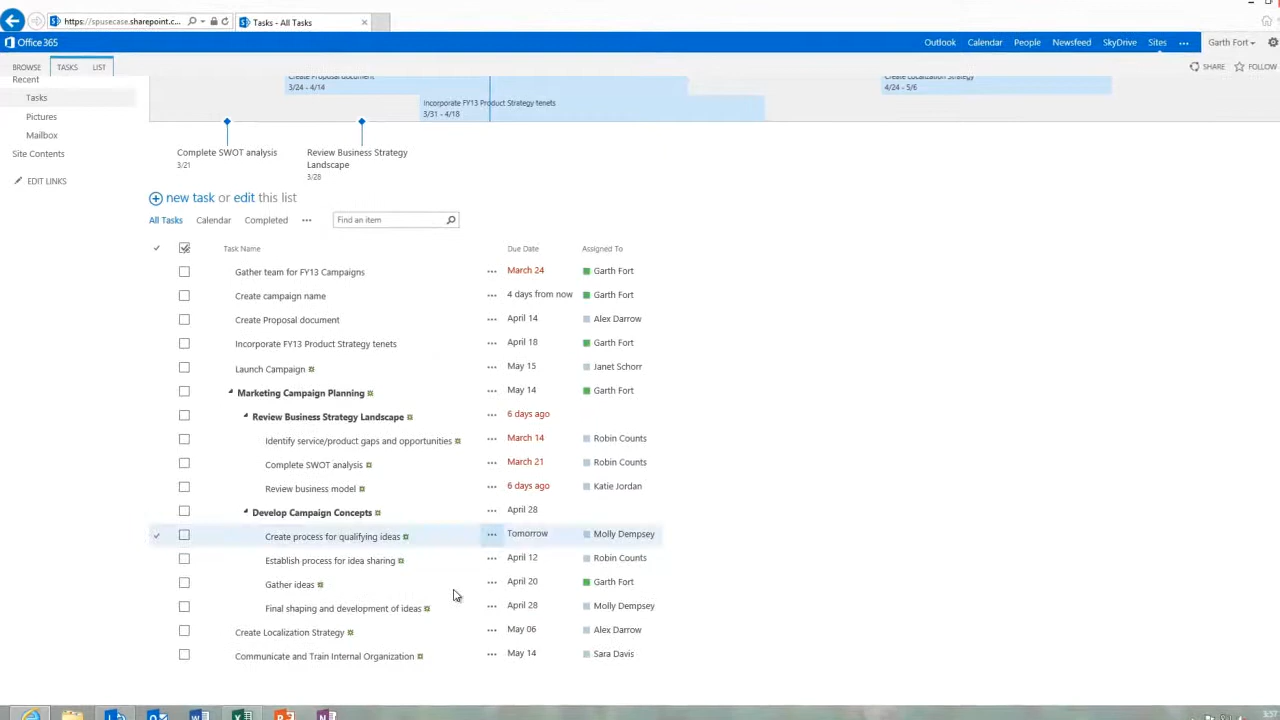 https://spusecase.sharepoint.c...
Tasks - All Tasks
Office 365
Outlook Calendar People Newsfeed SkyDrive Sites ... Garth Fort
BROWSE TASKS LIST
SHARE FOLLOW
Recent
Tasks
Pictures
Mailbox
Site Contents
EDIT LINKS
Create Proposal document
3/24 - 4/14
Create Localization Strategy
4/24 - 5/6
Incorporate FY13 Product Strategy tenets
3/31 - 4/18
Complete SWOT analysis
3/21
Review Business Strategy
Landscape
3/28
new task or edit this list
All Tasks Calendar Completed ... Find an item
Task Name Due Date Assigned To
Gather team for FY13 Campaigns ... March 24 Garth Fort
Create campaign name ... 4 days from now Garth Fort
Create Proposal document ... April 14 Alex Darrow
Incorporate FY13 Product Strategy tenets ... April 18 Garth Fort
Launch Campaign ... May 15 Janet Schorr
Marketing Campaign Planning ... May 14 Garth Fort
Review Business Strategy Landscape ... 6 days ago
Identify service/product gaps and opportunities ... March 14 Robin Counts
Complete SWOT analysis ... March 21 Robin Counts
Review business model ... 6 days ago Katie Jordan
Develop Campaign Concepts ... April 28
Create process for qualifying ideas ... Tomorrow Molly Dempsey
Establish process for idea sharing ... April 12 Robin Counts
Gather ideas ... April 20 Garth Fort
Final shaping and development of ideas ... April 28 Molly Dempsey
Create Localization Strategy ... May 06 Alex Darrow
Communicate and Train Internal Organization ... May 14 Sara Davis